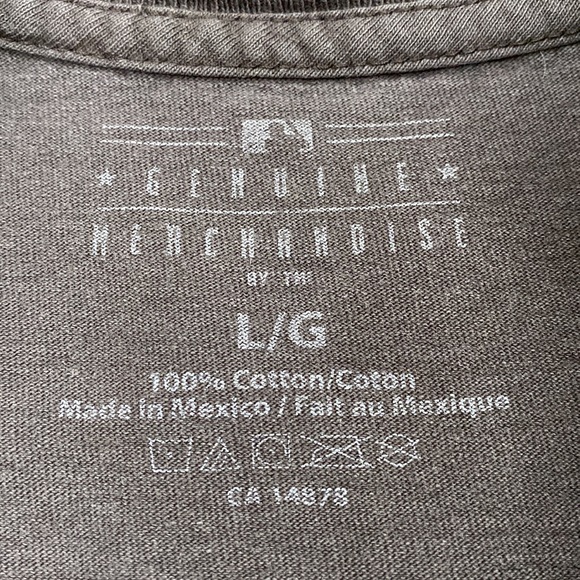 GENUINE
MERCHANDISE
BY TM
L/G
100% Cotton/Coton
Made in Mexico / Fait au Mexique
CA 14878